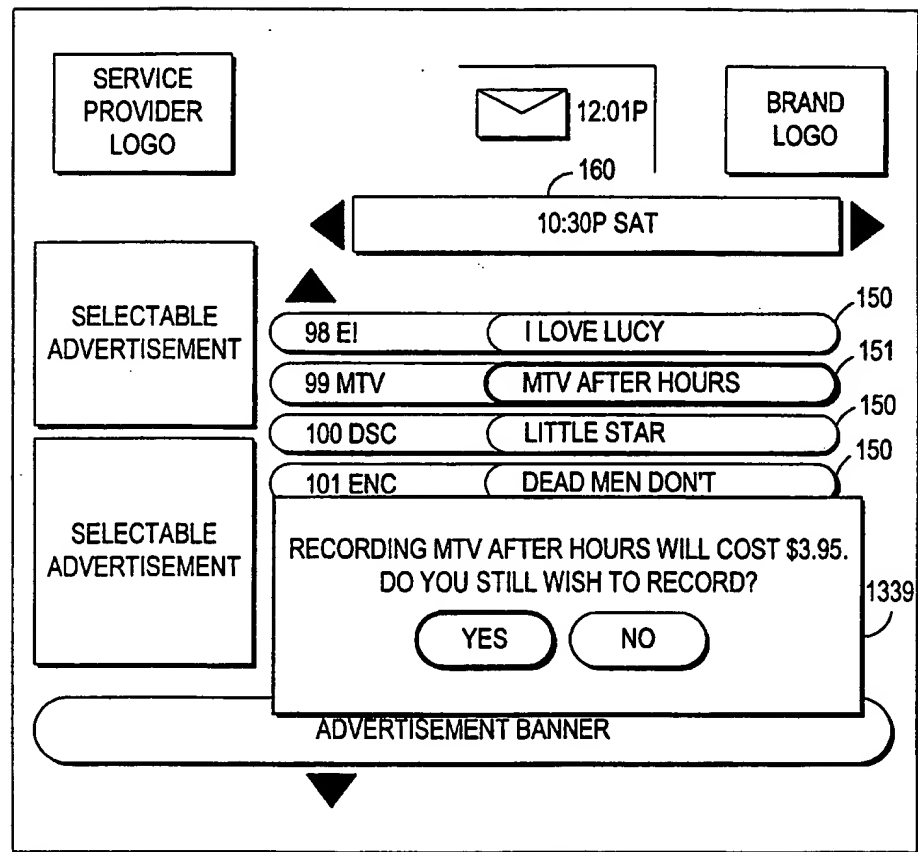 SERVICE
PROVIDER
LOGO
12:01P
BRAND
LOGO
160
10:30P SAT
SELECTABLE
ADVERTISEMENT
150
98 E! I LOVE LUCY
151
99 MTV MTV AFTER HOURS
150
100 DSC LITTLE STAR
150
101 ENC DEAD MEN DON'T
SELECTABLE
ADVERTISEMENT
RECORDING MTV AFTER HOURS WILL COST $3.95.
DO YOU STILL WISH TO RECORD?
1339
YES NO
ADVERTISEMENT BANNER